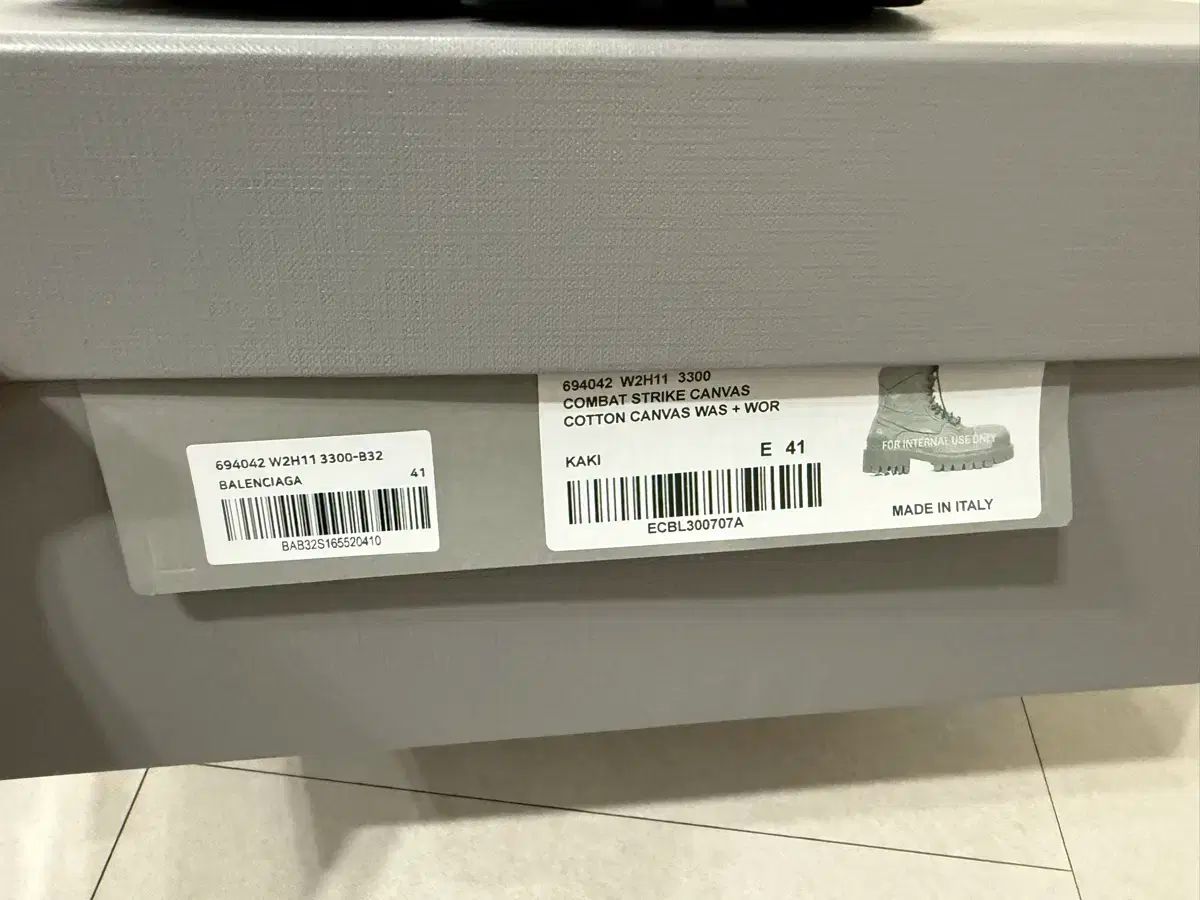 694042 W2H11 3300-B32
BALENCIAGA 41
BAB32S165520410
694042 W2H11 3300
COMBAT STRIKE CANVAS
COTTON CANVAS WAS + WOR
KAKI E 41
ECBL300707A
FOR INTERNAL USE ONLY
MADE IN ITALY